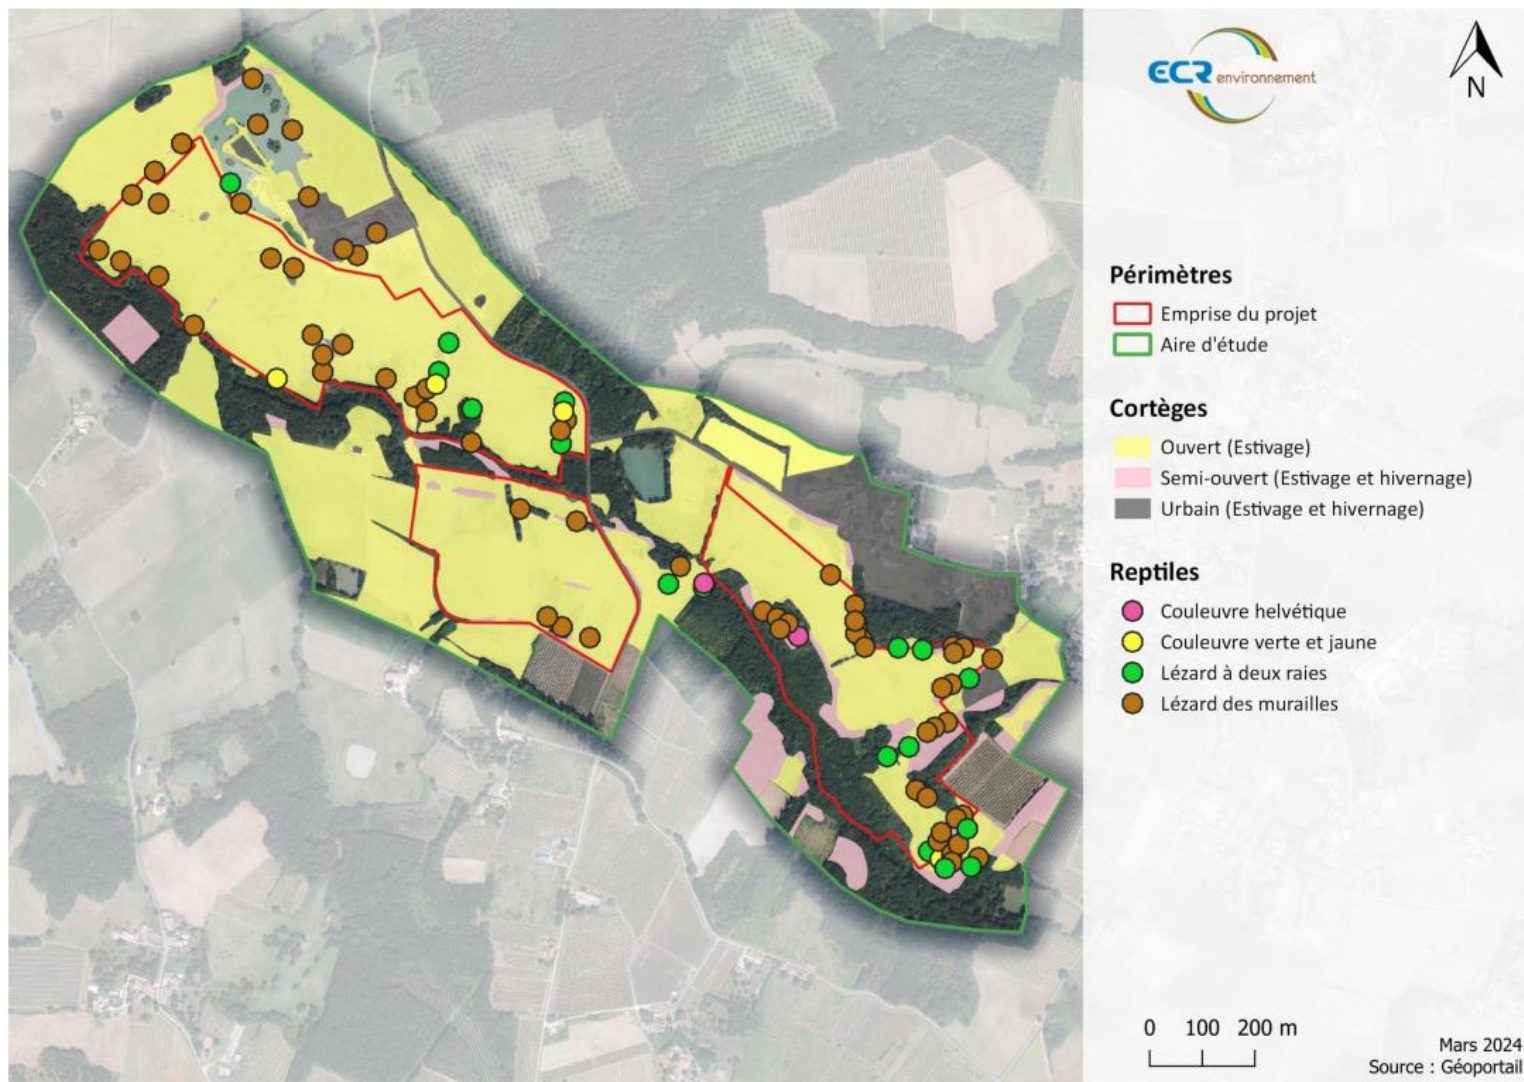 ECR environnement
N
Périmètres
Emprise du projet
Aire d'étude
Cortèges
Ouvert (Estivage)
Semi-ouvert (Estivage et hivernage)
Urbain (Estivage et hivernage)
Reptiles
Couleuvre helvétique
Couleuvre verte et jaune
Lézard à deux raies
Lézard des murailles
0 100 200 m
Mars 2024
Source : Géoportail